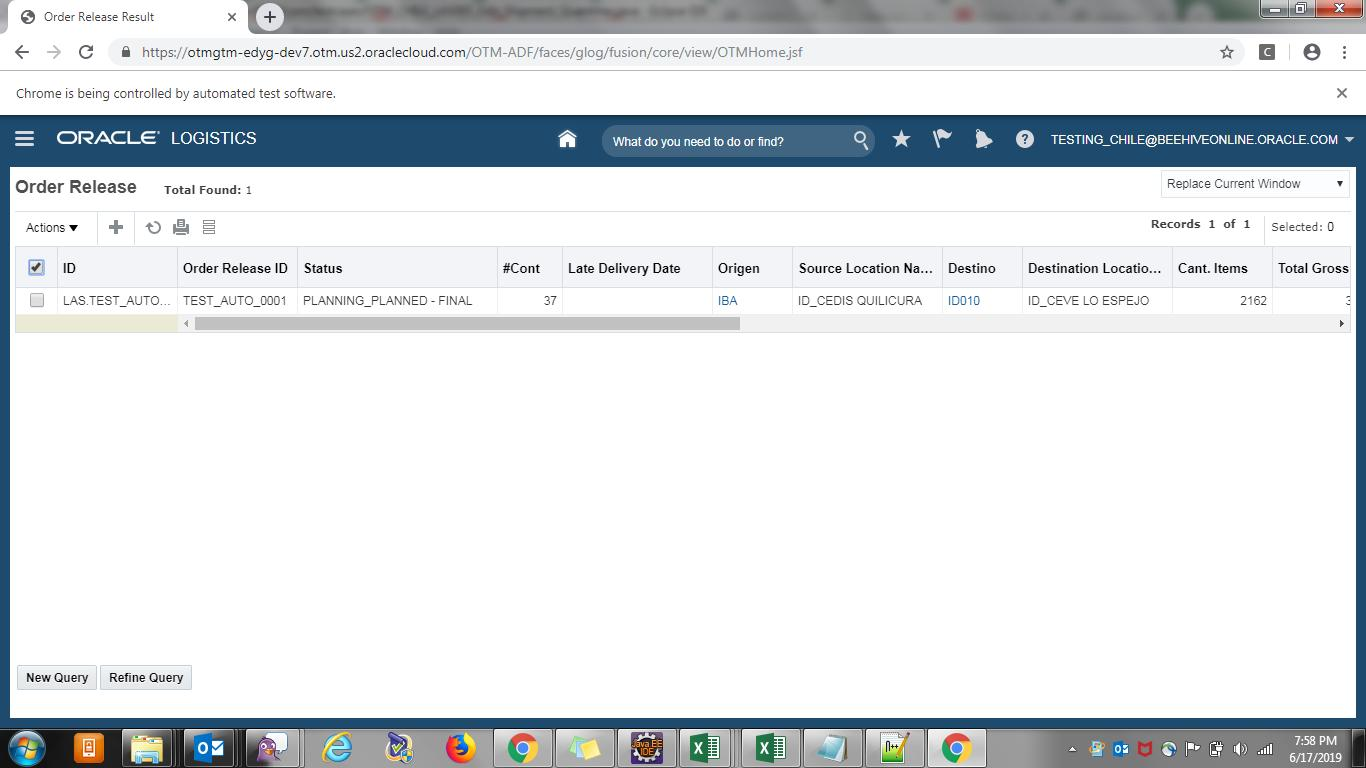 Order Release Result
https://otmgtm-edyg-dev7.otm.us2.oraclecloud.com/OTM-ADF/faces/glog/fusion/core/view/OTMHome.jsf
Chrome is being controlled by automated test software.
ORACLE LOGISTICS
What do you need to do or find?
TESTING_CHILE@BEEHIVEONLINE.ORACLE.COM
Order Release
Total Found: 1
Replace Current Window
Actions
Records 1 of 1
Selected: 0
ID Order Release ID Status #Cont Late Delivery Date Origen Source Location Na... Destino Destination Locatio... Cant. Items Total Gross
LAS.TEST_AUTO... TEST_AUTO_0001 PLANNING_PLANNED - FINAL 37 IBA ID_CEDIS QUILICURA ID010 ID_CEVE LO ESPEJO 2162 3
New Query Refine Query
7:58 PM
6/17/2019